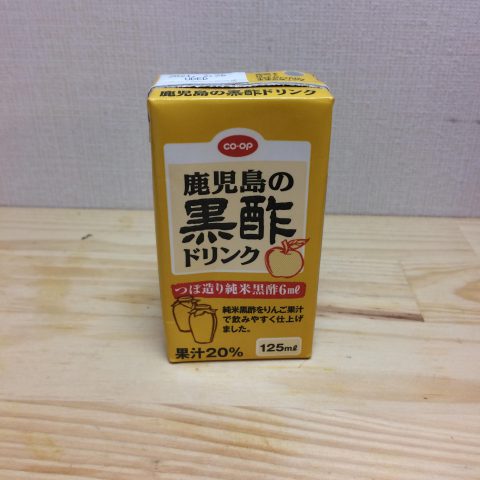 鹿児島の黒酢ドリンク
CO·OP
鹿児島の
黒酢
ドリンク
つぼ造り純米黒酢6mℓ
純米黒酢をりんご果汁
で飲みやすく仕上げ
ました。
果汁20%
125mℓ